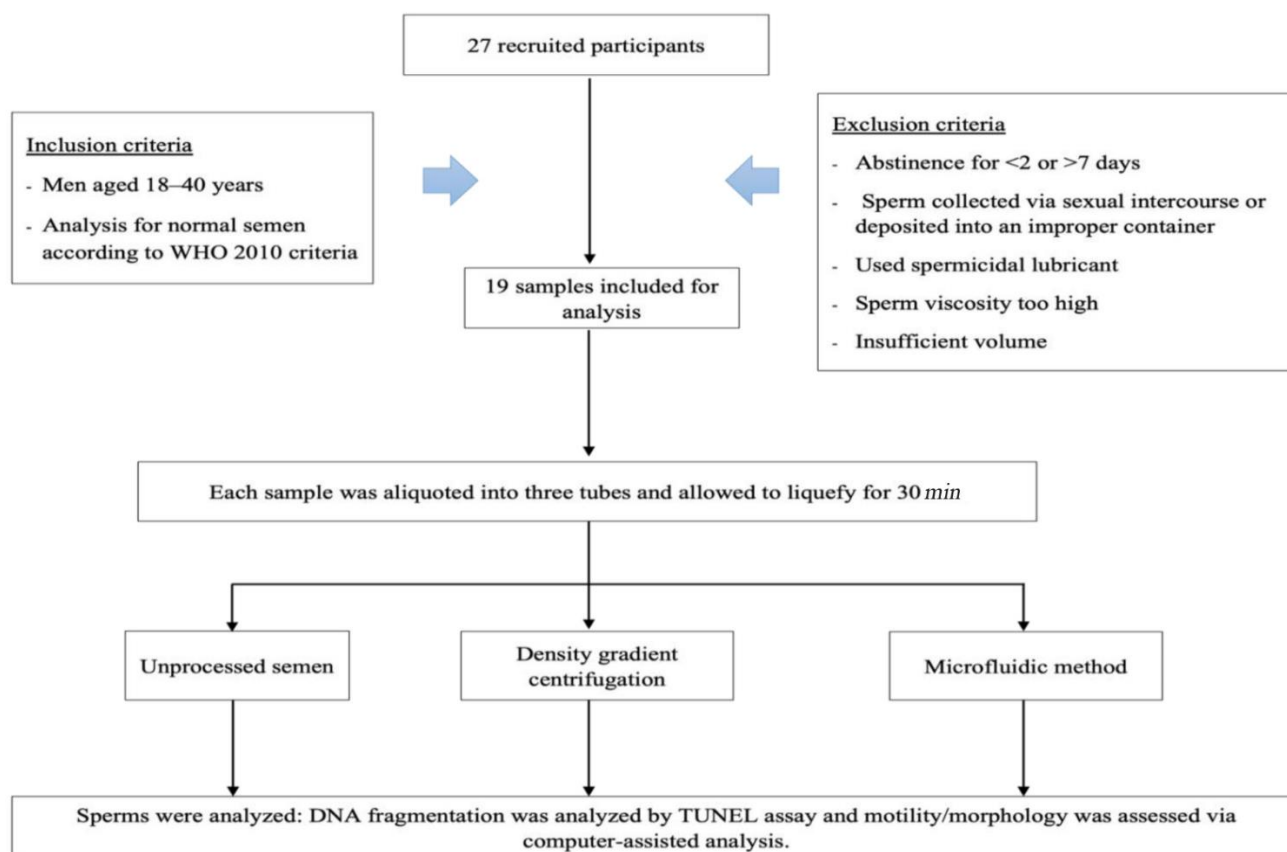 27 recruited participants
Inclusion criteria
- Men aged 18–40 years
- Analysis for normal semen
according to WHO 2010 criteria
Exclusion criteria
- Abstinence for <2 or >7 days
- Sperm collected via sexual intercourse or
deposited into an improper container
- Used spermicidal lubricant
- Sperm viscosity too high
- Insufficient volume
19 samples included for
analysis
Each sample was aliquoted into three tubes and allowed to liquefy for 30 min
Unprocessed semen
Density gradient
centrifugation
Microfluidic method
Sperms were analyzed: DNA fragmentation was analyzed by TUNEL assay and motility/morphology was assessed via
computer-assisted analysis.